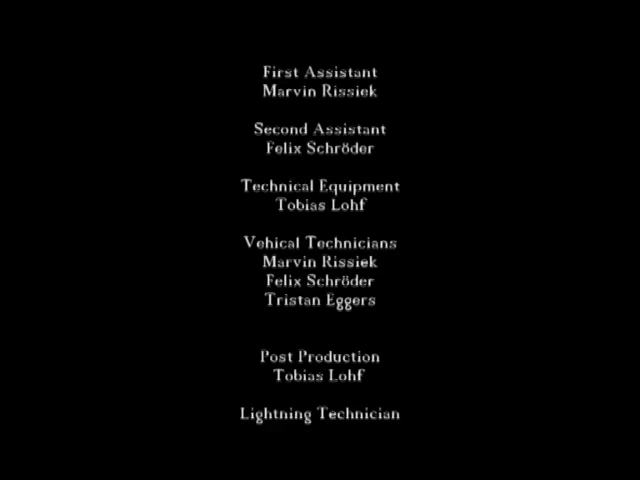 First Assistant
Marvin Rissiek
Second Assistant
Felix Schröder
Technical Equipment
Tobias Lohf
Vehical Technicians
Marvin Rissiek
Felix Schröder
Tristan Eggers
Post Production
Tobias Lohf
Lightning Technician